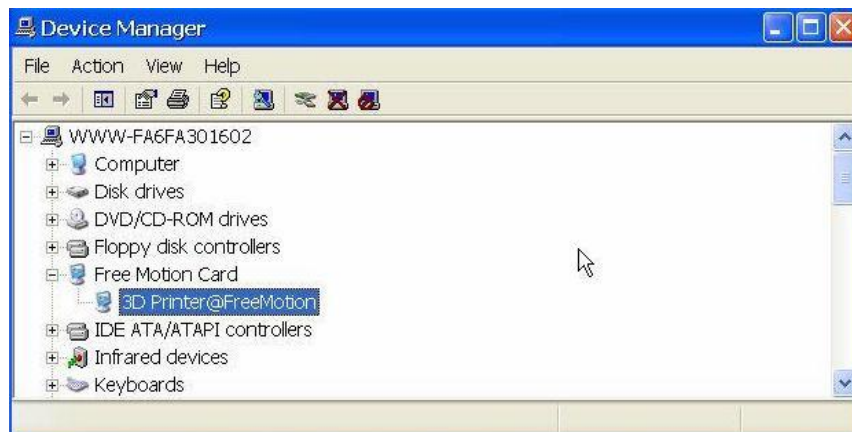 Device Manager
File Action View Help
WWW-FA6FA301602
Computer
Disk drives
DVD/CD-ROM drives
Floppy disk controllers
Free Motion Card
3D Printer@FreeMotion
IDE ATA/ATAPI controllers
Infrared devices
Keyboards